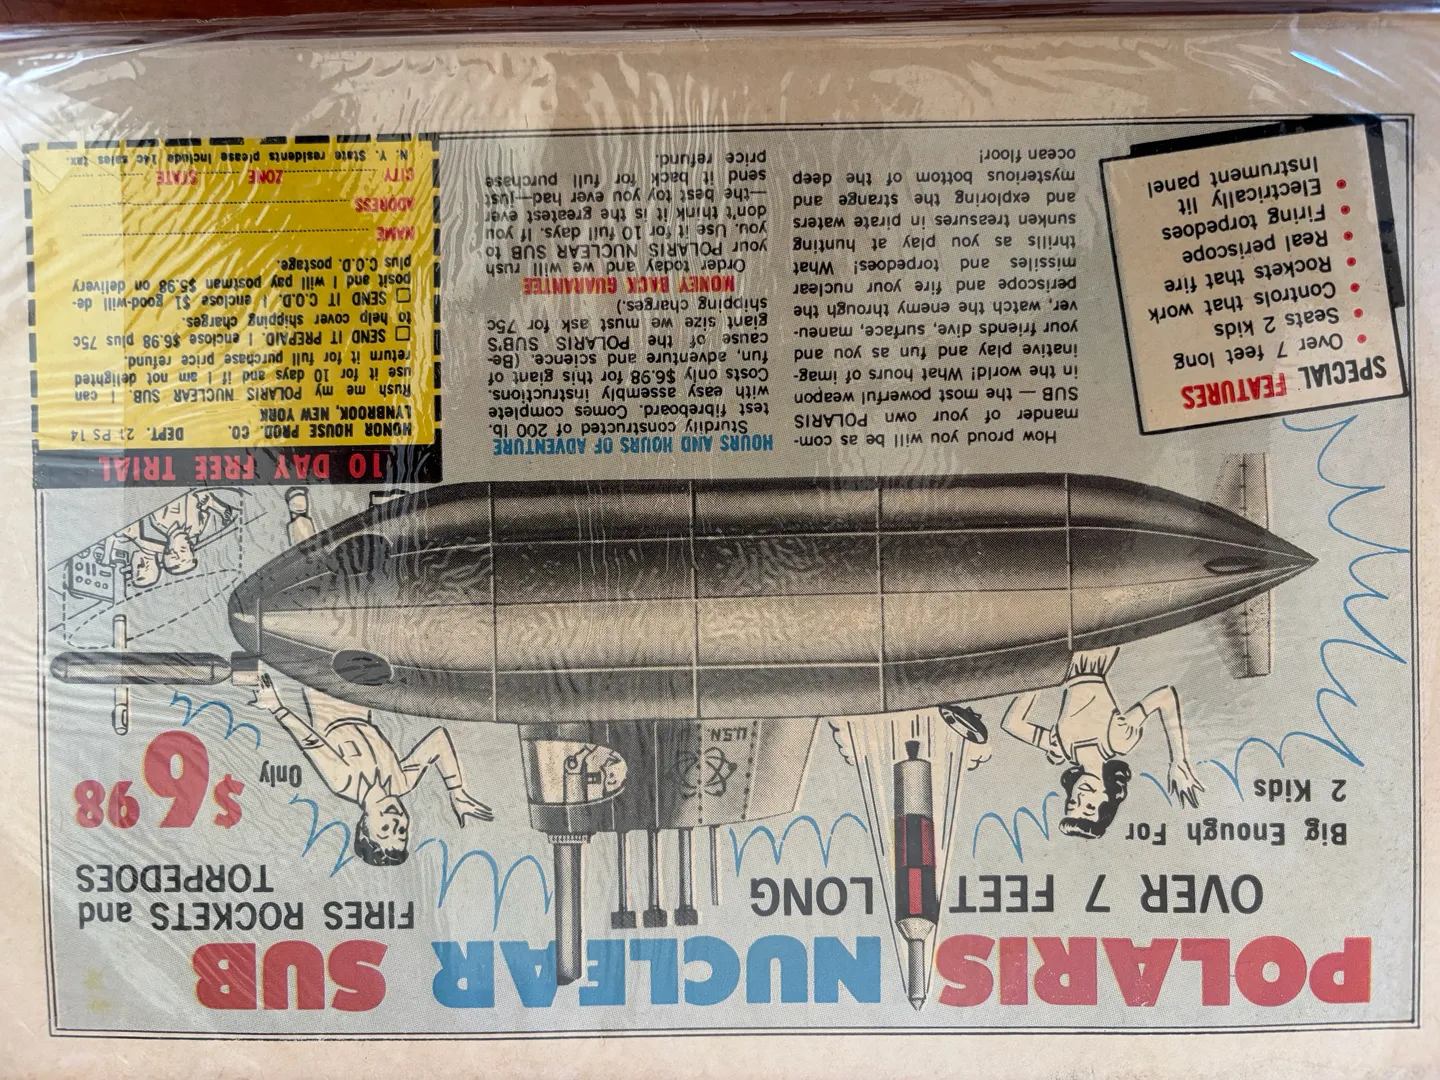 POLARIS NUCLEAR SUB
OVER 7 FEET LONG
Big Enough For
2 Kids
FIRES ROCKETS and
TORPEDOES
Only
$6.98
U.S.N.
SPECIAL FEATURES
• Over 7 feet long
• Seats 2 kids
• Controls that work
• Rockets that fire
• Real periscope
• Firing torpedoes
• Electrically lit
Instrument panel
How proud you will be as com-
mander of your own POLARIS
SUB — the most powerful weapon
in the world! What hours of imag-
inative play and fun as you and
your friends dive, surface, maneu-
ver, watch the enemy through the
periscope and fire your nuclear
missiles and torpedoes! What
thrills as you play at hunting
sunken treasures in pirate waters
and exploring the strange and
mysterious bottom of the deep
ocean floor!
HOURS AND HOURS OF ADVENTURE
Sturdily constructed of 200 lb.
test fibreboard. Comes complete
with easy assembly instructions.
Costs only $6.98 for this giant of
fun, adventure and science. (Be-
cause of the POLARIS SUB'S
giant size we must ask for 75c
shipping charges.)
MONEY BACK GUARANTEE
Order today and we will rush
your POLARIS NUCLEAR SUB to
you. Use it for 10 full days. If you
don't think it is the greatest ever
—the best toy you ever had—just
send it back for full purchase
price refund.
10 DAY FREE TRIAL
HONOR HOUSE PROD. CO. DEPT. 21 PS 14
LYNBROOK, NEW YORK
Rush me my POLARIS NUCLEAR SUB. I can
use it for 10 days and if I am not delighted
return it for full purchase price refund.
□ SEND IT PREPAID. I enclose $6.98 plus 75c
to help cover shipping charges.
□ SEND IT C.O.D. I enclose $1 good-will-de-
posit and I will pay postman $5.98 on delivery
plus C.O.D. postage.
NAME
ADDRESS
CITY ZONE STATE
N. Y. State residents please include 14c sales tax.